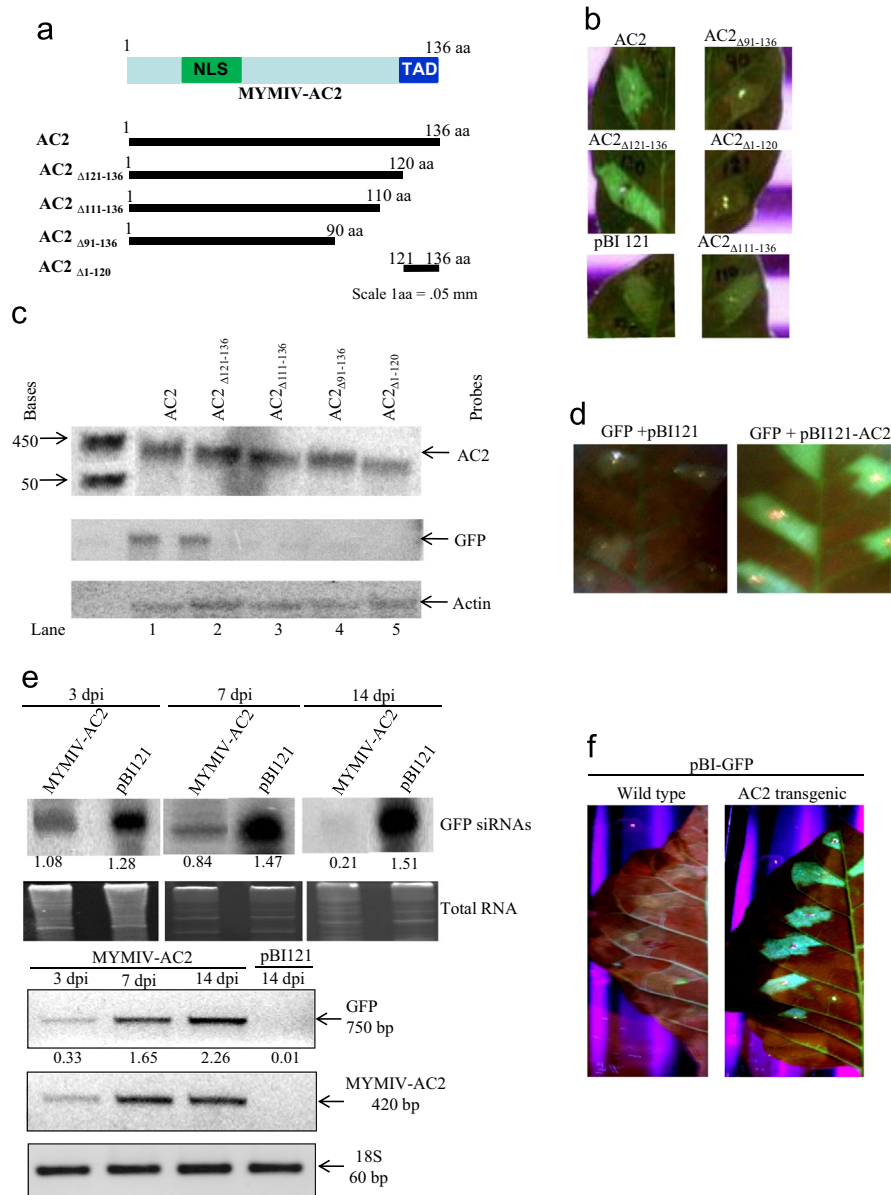 a
1 136 aa
NLS TAD
MYMIV-AC2
AC2 1 136 aa
AC2 Δ121-136 1 120 aa
AC2 Δ111-136 1 110 aa
AC2 Δ91-136 1 90 aa
AC2 Δ1-120 121 136 aa
Scale 1aa = .05 mm
b
AC2 AC2Δ91-136
AC2Δ121-136 AC2Δ1-120
pBI 121 AC2Δ111-136
c
Bases AC2 AC2Δ121-136 AC2Δ111-136 AC2Δ91-136 AC2Δ1-120 Probes
450
50
AC2
GFP
Actin
Lane 1 2 3 4 5
d
GFP +pBI121 GFP + pBI121-AC2
e
3 dpi 7 dpi 14 dpi
MYMIV-AC2 pBI121 MYMIV-AC2 pBI121 MYMIV-AC2 pBI121
GFP siRNAs
1.08 1.28 0.84 1.47 0.21 1.51
Total RNA
MYMIV-AC2 pBI121
3 dpi 7 dpi 14 dpi 14 dpi
GFP
750 bp
0.33 1.65 2.26 0.01
MYMIV-AC2
420 bp
18S
60 bp
f
pBI-GFP
Wild type AC2 transgenic